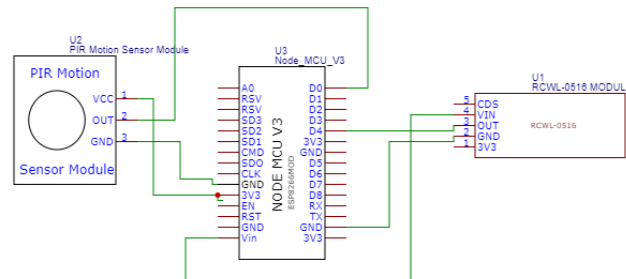 U2
PIR Motion Sensor Module
PIR Motion
VCC 1
OUT 2
GND 3
Sensor Module
U3
Node_MCU_V3
A0 D0
RSV D1
RSV D2
SD3 D3
SD2 D4
SD1 3V3
CMD GND
SDO D5
CLK D6
GND D7
3V3 D8
EN RX
RST TX
GND GND
Vin 3V3
NODE MCU V3
ESP8266MOD
U1
RCWL-0516 MODUL
5 CDS
4 VIN
3 OUT
2 GND
1 3V3
RCWL-0516